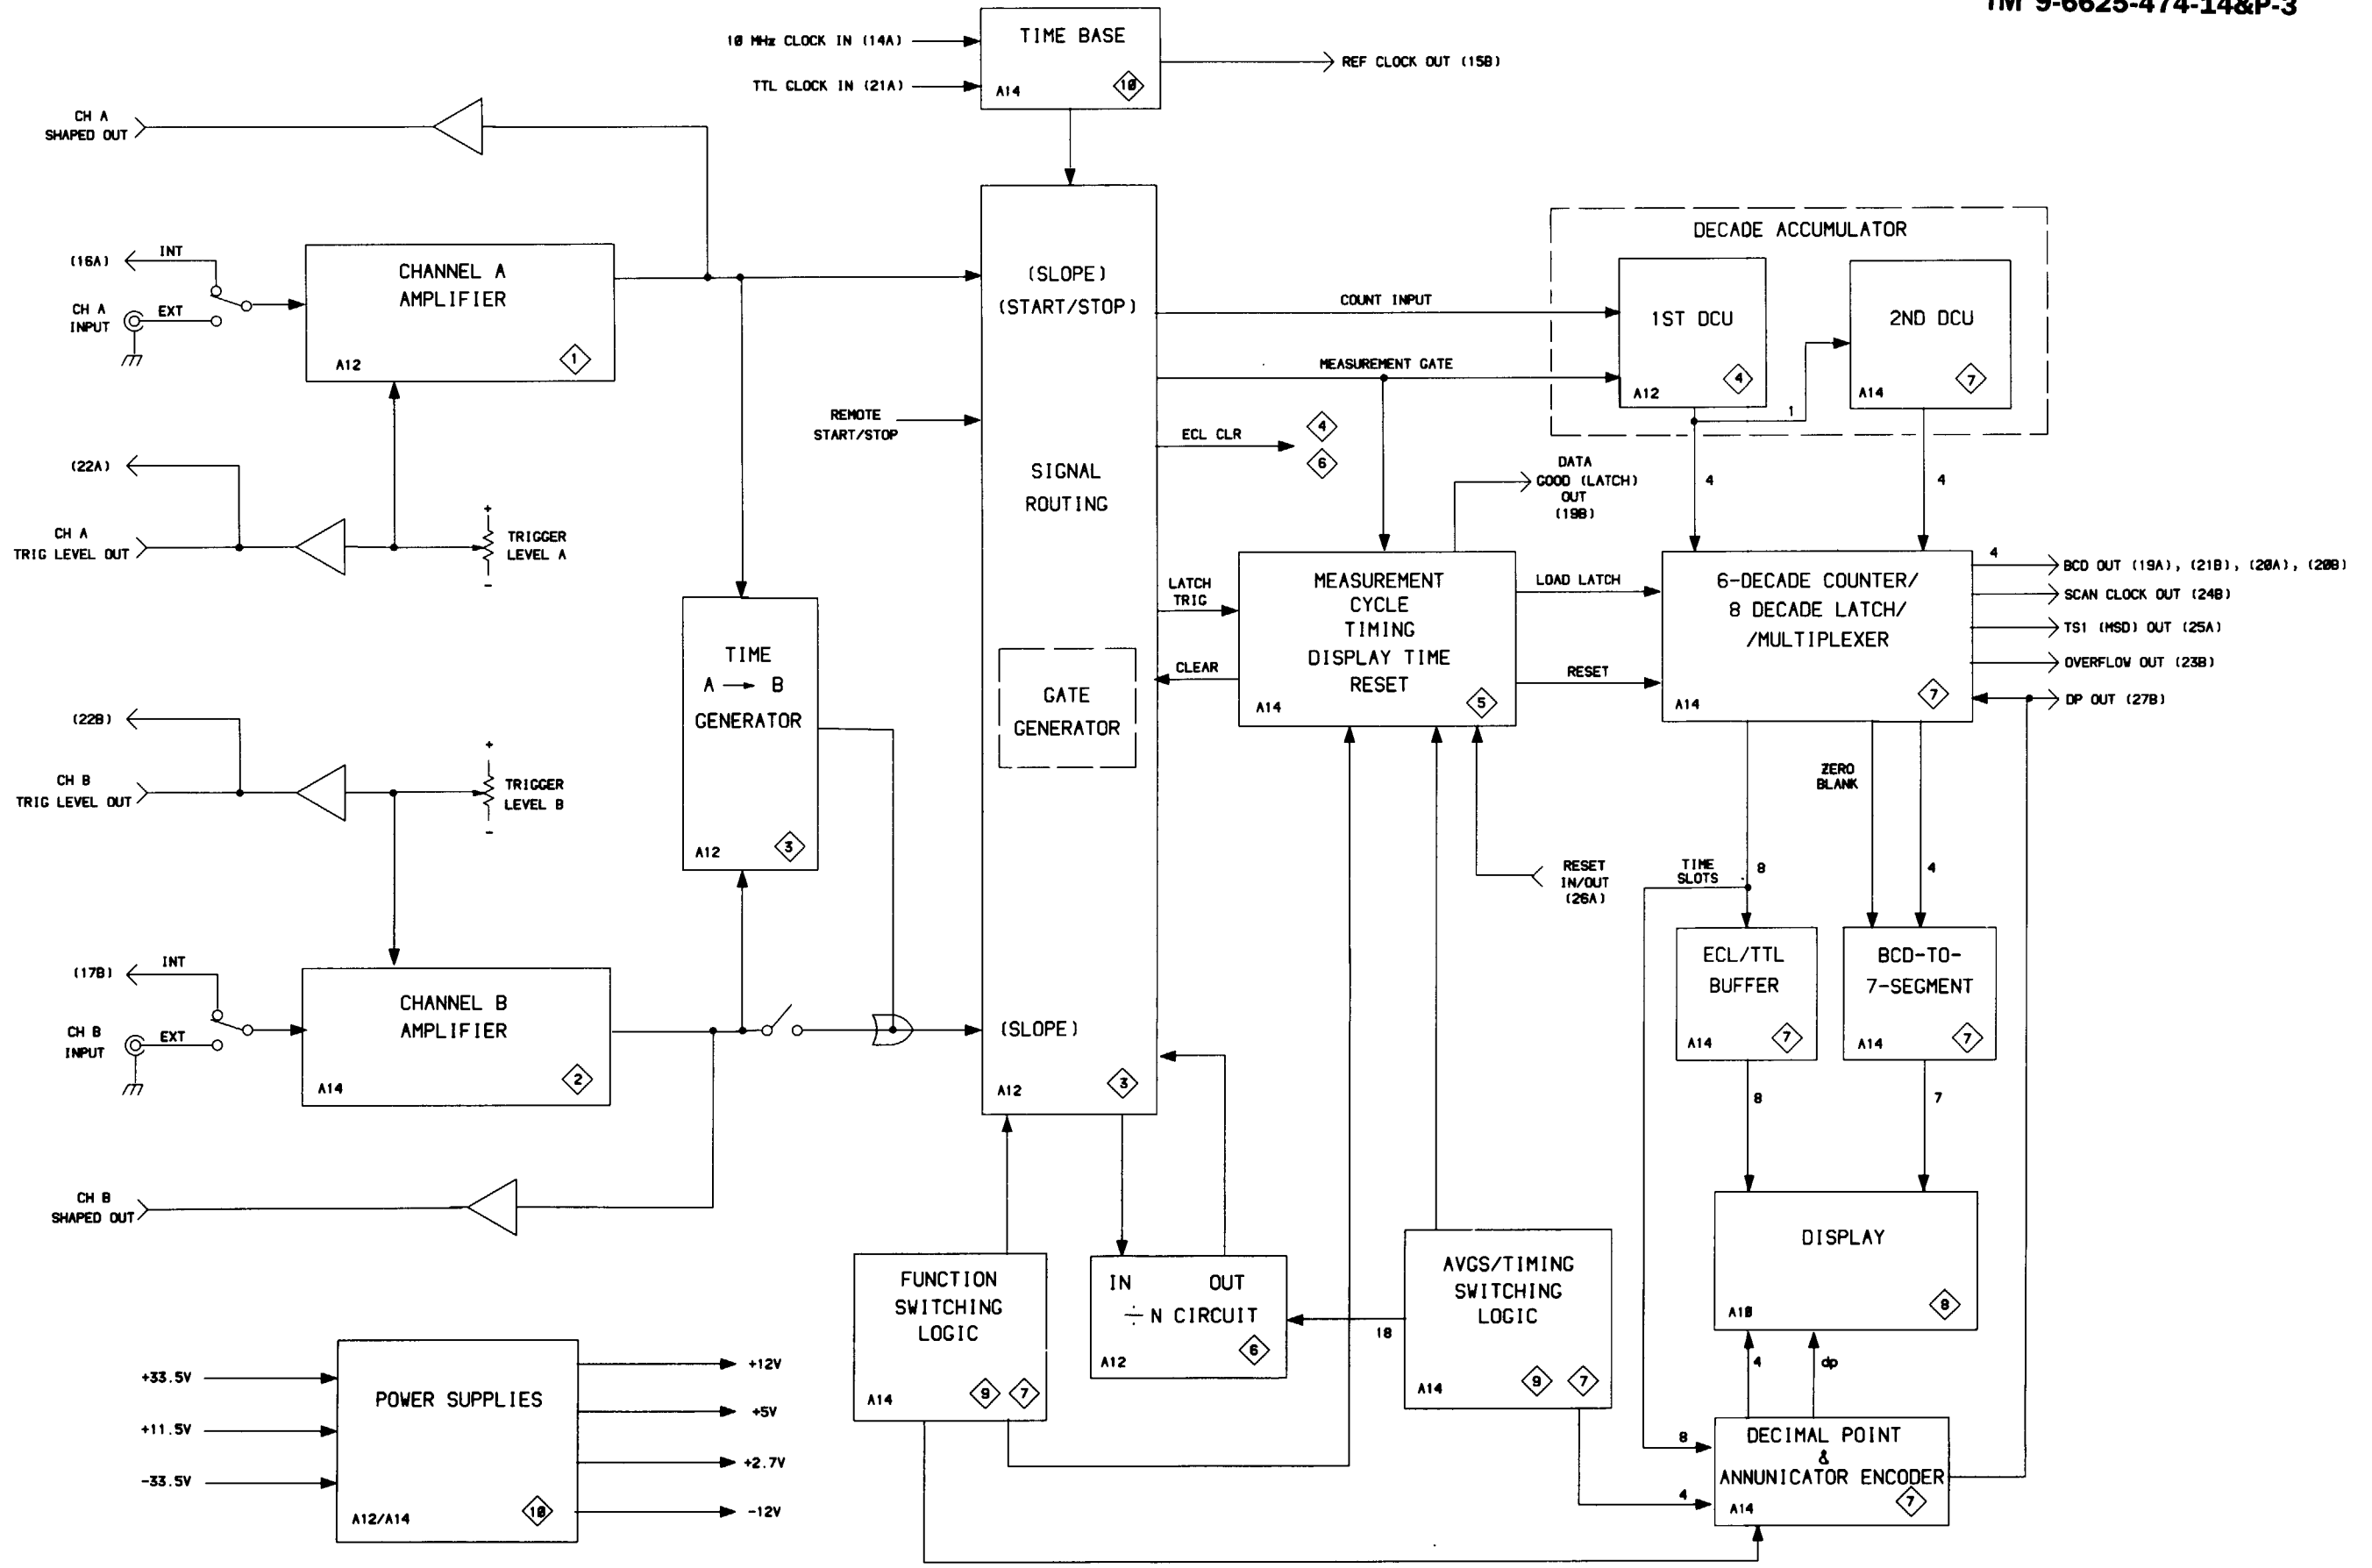 TM 9-6625-474-14&P-3
10 MHz CLOCK IN (14A)
TTL CLOCK IN (21A)
TIME BASE
A14
10
REF CLOCK OUT (15B)
CH A
SHAPED OUT
(16A)
INT
CH A
INPUT
EXT
CHANNEL A
AMPLIFIER
A12
1
(22A)
CH A
TRIG LEVEL OUT
+
TRIGGER
LEVEL A
-
(22B)
CH B
TRIG LEVEL OUT
+
TRIGGER
LEVEL B
-
(17B)
INT
CH B
INPUT
EXT
CHANNEL B
AMPLIFIER
A14
2
CH B
SHAPED OUT
TIME
A B
GENERATOR
A12
3
REMOTE
START/STOP
(SLOPE)
(START/STOP)
SIGNAL
ROUTING
GATE
GENERATOR
(SLOPE)
A12
3
COUNT INPUT
MEASUREMENT GATE
ECL CLR
4
6
LATCH
TRIG
CLEAR
DATA
GOOD (LATCH)
OUT
(19B)
MEASUREMENT
CYCLE
TIMING
DISPLAY TIME
RESET
A14
5
LOAD LATCH
RESET
RESET
IN/OUT
(26A)
DECADE ACCUMULATOR
1ST DCU
A12
4
2ND DCU
A14
7
1
4
4
6-DECADE COUNTER/
8 DECADE LATCH/
/MULTIPLEXER
A14
7
4
BCD OUT (19A), (21B), (20A), (20B)
SCAN CLOCK OUT (24B)
TS1 (MSD) OUT (25A)
OVERFLOW OUT (23B)
DP OUT (27B)
ZERO
BLANK
TIME
SLOTS
8
4
ECL/TTL
BUFFER
A14
7
BCD-TO-
7-SEGMENT
A14
7
8
7
DISPLAY
A10
8
4
dp
DECIMAL POINT
&
ANNUNICATOR ENCODER
A14
7
8
4
FUNCTION
SWITCHING
LOGIC
A14
9
7
IN OUT
÷ N CIRCUIT
A12
6
18
AVGS/TIMING
SWITCHING
LOGIC
A14
9
7
+33.5V
+11.5V
-33.5V
POWER SUPPLIES
A12/A14
10
+12V
+5V
+2.7V
-12V